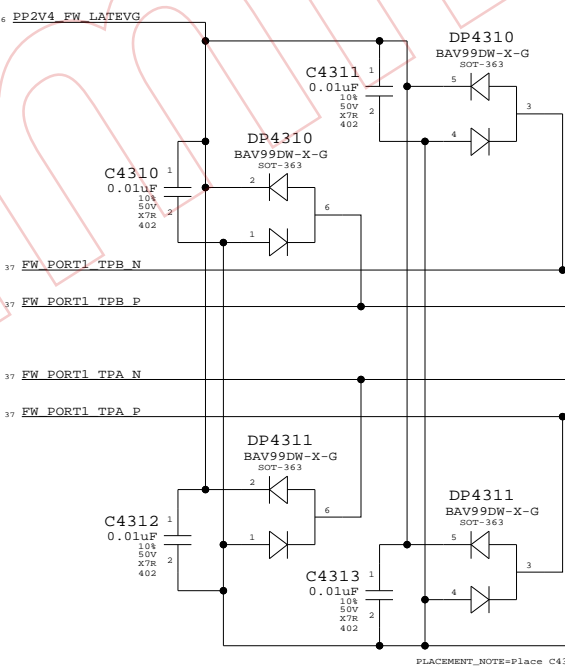 6 PP2V4_FW_LATEVG
DP4310
BAV99DW-X-G
SOT-363
C4311
0.01uF
10%
50V
X7R
402
1
2
5
4
3
DP4310
BAV99DW-X-G
SOT-363
C4310
0.01uF
10%
50V
X7R
402
1
2
2
1
6
37 FW_PORT1_TPB_N
37 FW_PORT1_TPB_P
37 FW_PORT1_TPA_N
37 FW_PORT1_TPA_P
DP4311
BAV99DW-X-G
SOT-363
C4312
0.01uF
10%
50V
X7R
402
1
2
2
1
6
DP4311
BAV99DW-X-G
SOT-363
C4313
0.01uF
10%
50V
X7R
402
1
2
5
4
3
PLACEMENT_NOTE=Place C43